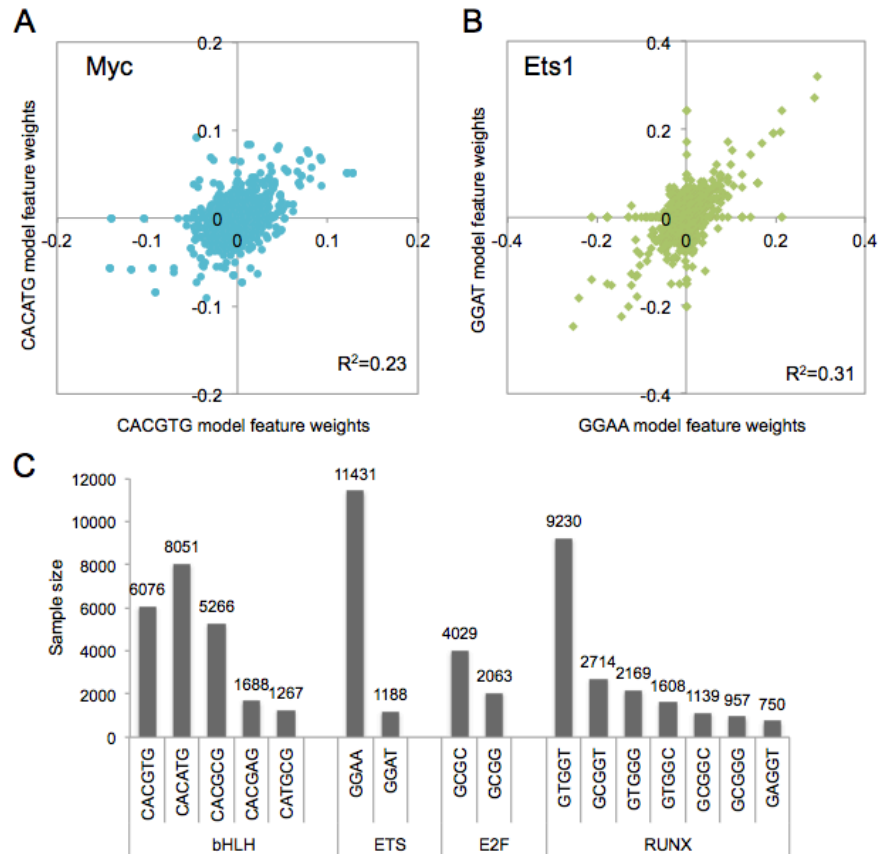 A
B
0.2
Myc
0.1
0
-0.2
-0.1
0
0.1
0.2
-0.1
-0.2
R²=0.23
CACATG model feature weights
CACGTG model feature weights
0.4
Ets1
0.2
0
-0.4
-0.2
0
0.2
0.4
-0.2
-0.4
R²=0.31
GGAT model feature weights
GGAA model feature weights
C
Sample size
12000
10000
8000
6000
4000
2000
0
6076
8051
5266
1688
1267
11431
1188
4029
2063
9230
2714
2169
1608
1139
957
750
CACGTG
CACATG
CACGCG
CACGAG
CATGCG
GGAA
GGAT
GCGC
GCGG
GTGGT
GCGGT
GTGGG
GTGGC
GCGGC
GCGGG
GAGGT
bHLH
ETS
E2F
RUNX